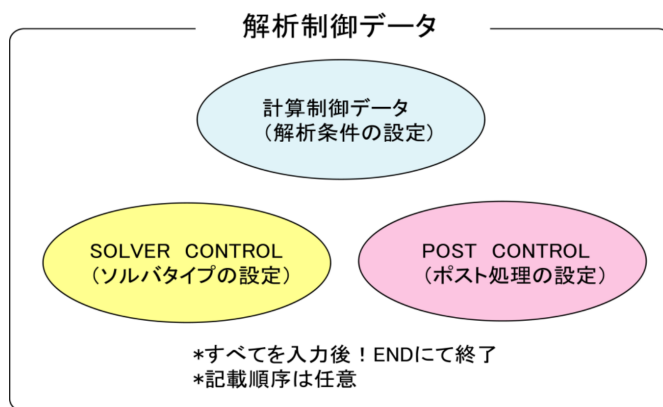 解析制御データ
計算制御データ
(解析条件の設定)
SOLVER CONTROL
(ソルバタイプの設定)
POST CONTROL
(ポスト処理の設定)
*すべてを入力後！ENDにて終了
*記載順序は任意